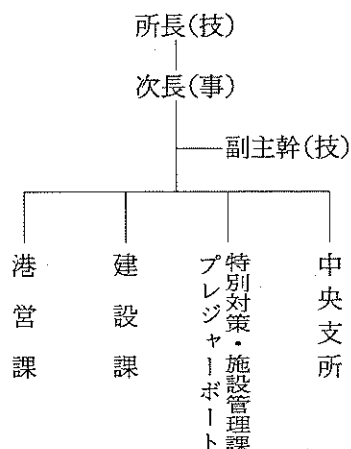 所長(技)
次長(事)
副主幹(技)
港営課
建設課
プレジャーボート
特別対策・施設管理課
中央支所